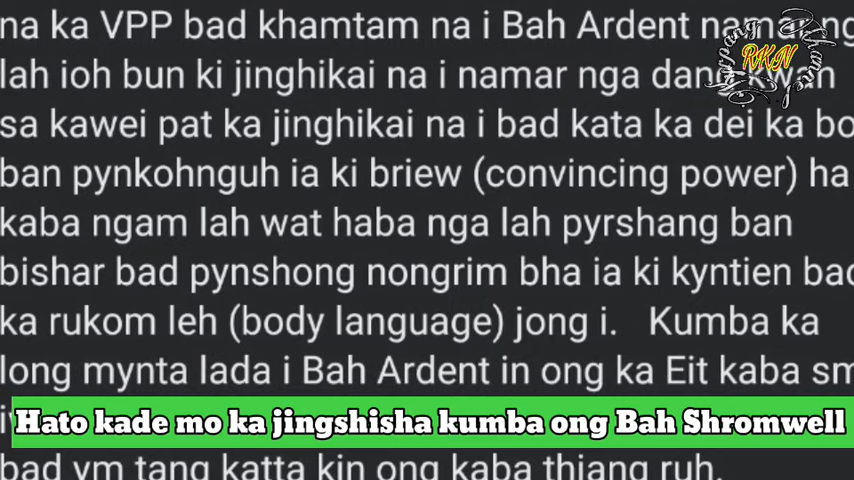 na ka VPP bad khamtam na i Bah Ardent namar
lah ioh bun ki jinghikai na i namar nga dang
sa kawei pat ka jinghikai na i bad kata ka dei ka bo
ban pynkohnguh ia ki briew (convincing power) ha
kaba ngam lah wat haba nga lah pyrshang ban
bishar bad pynshong nongrim bha ia ki kyntien bad
ka rukom leh (body language) jong i. Kumba ka
long mynta lada i Bah Ardent in ong ka Eit kaba sm
Hato kade mo ka jingshisha kumba ong Bah Shromwell
bad ym tang katta kin ong kaba thiang ruh.
RKN